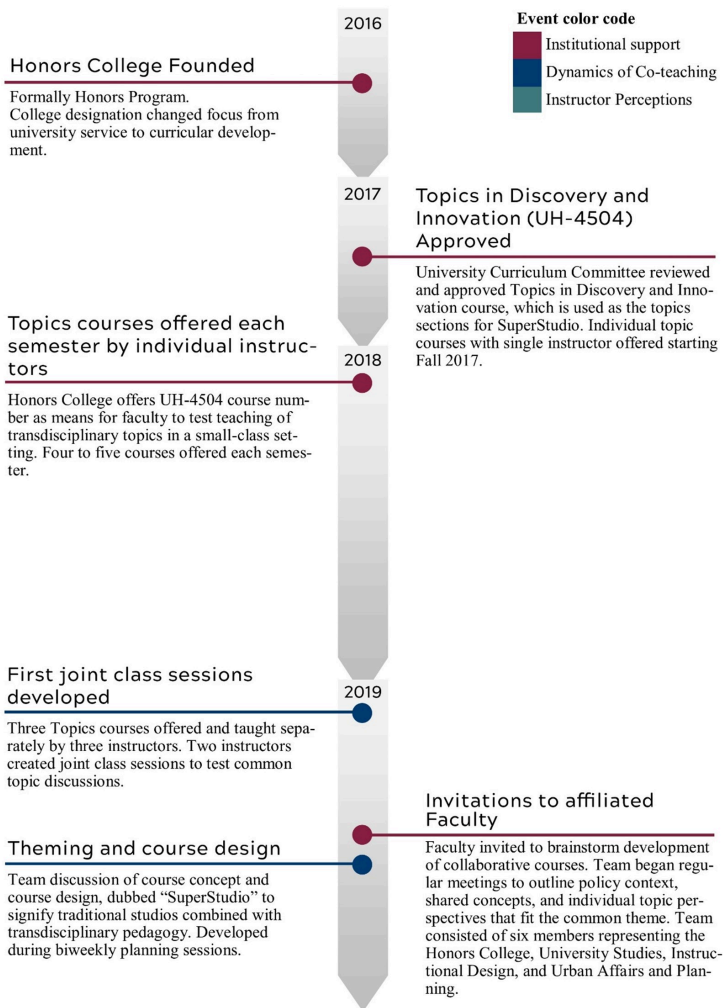 2016
Event color code
Institutional support
Dynamics of Co-teaching
Instructor Perceptions
Honors College Founded
Formally Honors Program.
College designation changed focus from
university service to curricular develop-
ment.
2017
Topics in Discovery and
Innovation (UH-4504)
Approved
University Curriculum Committee reviewed
and approved Topics in Discovery and Inno-
vation course, which is used as the topics
sections for SuperStudio. Individual topic
courses with single instructor offered starting
Fall 2017.
Topics courses offered each
semester by individual instruc-
tors
2018
Honors College offers UH-4504 course num-
ber as means for faculty to test teaching of
transdisciplinary topics in a small-class set-
ting. Four to five courses offered each semes-
ter.
First joint class sessions
developed
2019
Three Topics courses offered and taught sepa-
rately by three instructors. Two instructors
created joint class sessions to test common
topic discussions.
Invitations to affiliated
Faculty
Faculty invited to brainstorm development
of collaborative courses. Team began regu-
lar meetings to outline policy context,
shared concepts, and individual topic per-
spectives that fit the common theme. Team
consisted of six members representing the
Honors College, University Studies, Instruc-
tional Design, and Urban Affairs and Plan-
ning.
Theming and course design
Team discussion of course concept and
course design, dubbed “SuperStudio” to
signify traditional studios combined with
transdisciplinary pedagogy. Developed
during biweekly planning sessions.